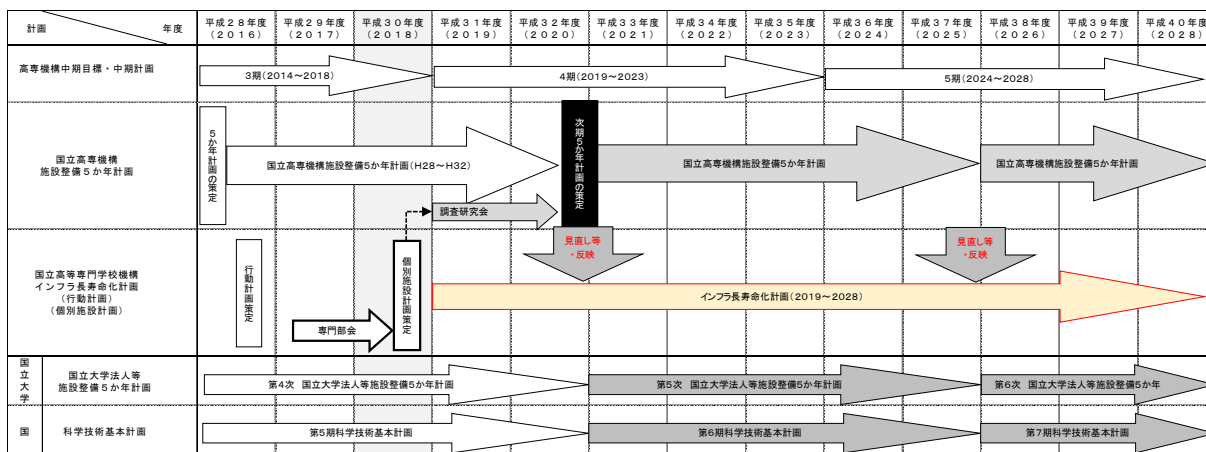 計画 年度
平成28年度 平成29年度 平成30年度 平成31年度 平成32年度 平成33年度 平成34年度 平成35年度 平成36年度 平成37年度 平成38年度 平成39年度 平成40年度
(2016) (2017) (2018) (2019) (2020) (2021) (2022) (2023) (2024) (2025) (2026) (2027) (2028)
高専機構中期目標・中期計画
3期(2014～2018)
4期(2019～2023)
5期(2024～2028)
国立高専機構
施設整備5か年計画
5か年計画の策定
国立高専機構施設整備5か年計画(H28～H32)
調査研究会
次期5か年計画の策定
国立高専機構施設整備5か年計画
国立高専機構施設整備5か年計画
国立高等専門学校機構
インフラ長寿命化計画
(行動計画)
(個別施設計画)
行動計画策定
専門部会
個別施設計画策定
見直し等
・反映
見直し等
・反映
インフラ長寿命化計画(2019～2028)
国立大学
国立大学法人等
施設整備5か年計画
第4次 国立大学法人等施設整備5か年計画
第5次 国立大学法人等施設整備5か年計画
第6次 国立大学法人等施設整備5か年
国
科学技術基本計画
第5期科学技術基本計画
第6期科学技術基本計画
第7期科学技術基本計画